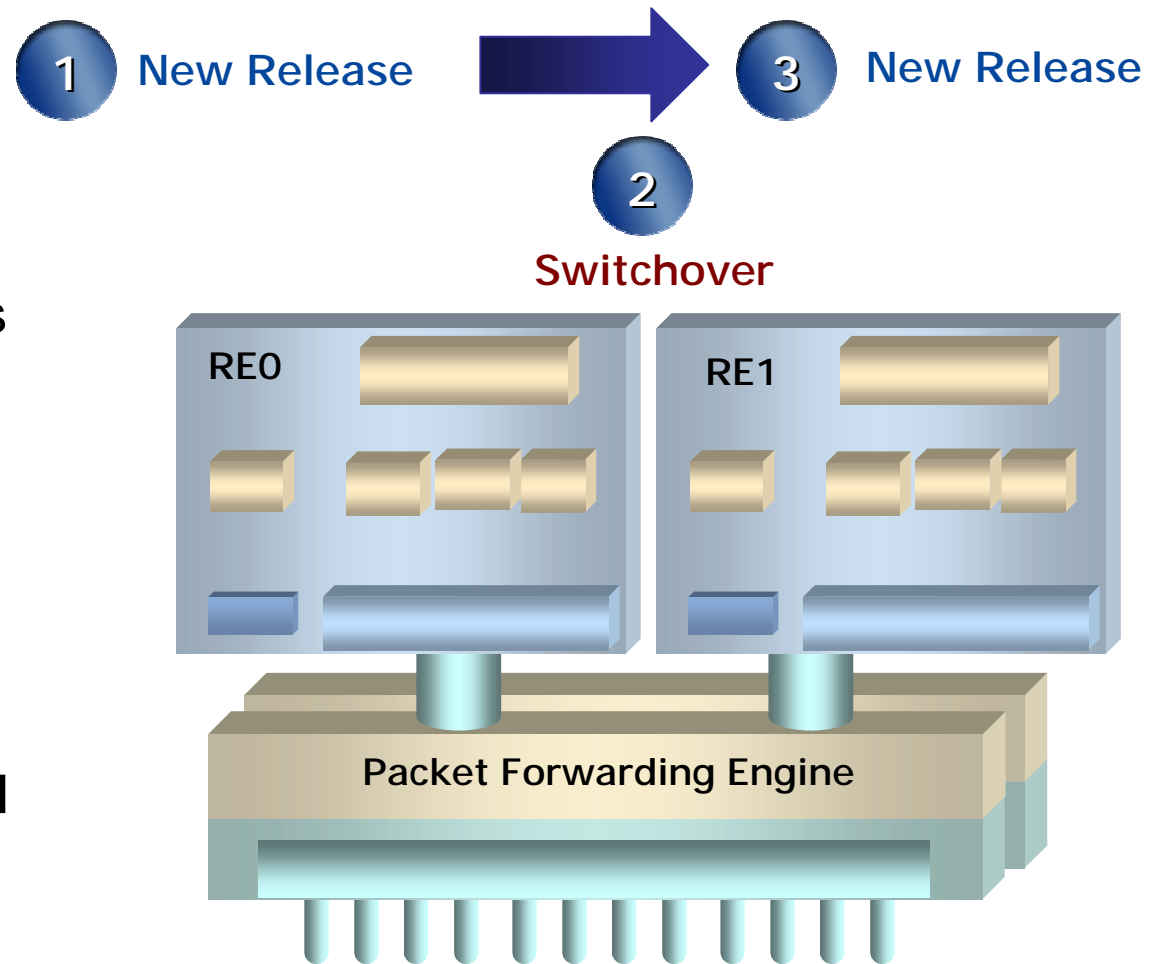 1 New Release
3 New Release
2
Switchover
s
RE0
RE1
Packet Forwarding Engine